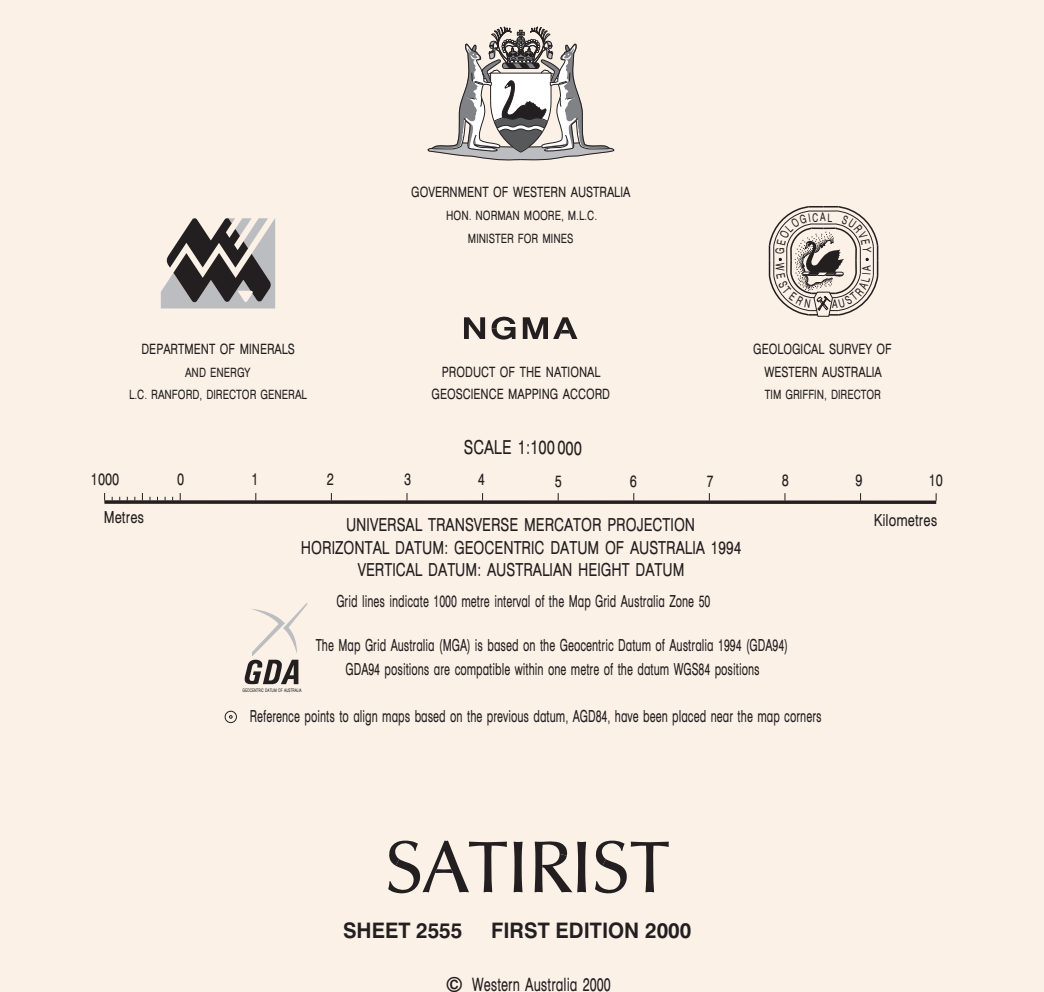 GOVERNMENT OF WESTERN AUSTRALIA
HON. NORMAN MOORE, M.L.C.
MINISTER FOR MINES
GEOLOGICAL SURVEY
WESTERN AUSTRALIA
DEPARTMENT OF MINERALS
AND ENERGY
L.C. RANFORD, DIRECTOR GENERAL
NGMA
PRODUCT OF THE NATIONAL
GEOSCIENCE MAPPING ACCORD
GEOLOGICAL SURVEY OF
WESTERN AUSTRALIA
TIM GRIFFIN, DIRECTOR
SCALE 1:100 000
1000 0 1 2 3 4 5 6 7 8 9 10
Metres
Kilometres
UNIVERSAL TRANSVERSE MERCATOR PROJECTION
HORIZONTAL DATUM: GEOCENTRIC DATUM OF AUSTRALIA 1994
VERTICAL DATUM: AUSTRALIAN HEIGHT DATUM
Grid lines indicate 1000 metre interval of the Map Grid Australia Zone 50
GDA
GEOCENTRIC DATUM OF AUSTRALIA
The Map Grid Australia (MGA) is based on the Geocentric Datum of Australia 1994 (GDA94)
GDA94 positions are compatible within one metre of the datum WGS84 positions
Reference points to align maps based on the previous datum, AGD84, have been placed near the map corners
SATIRIST
SHEET 2555 FIRST EDITION 2000
© Western Australia 2000